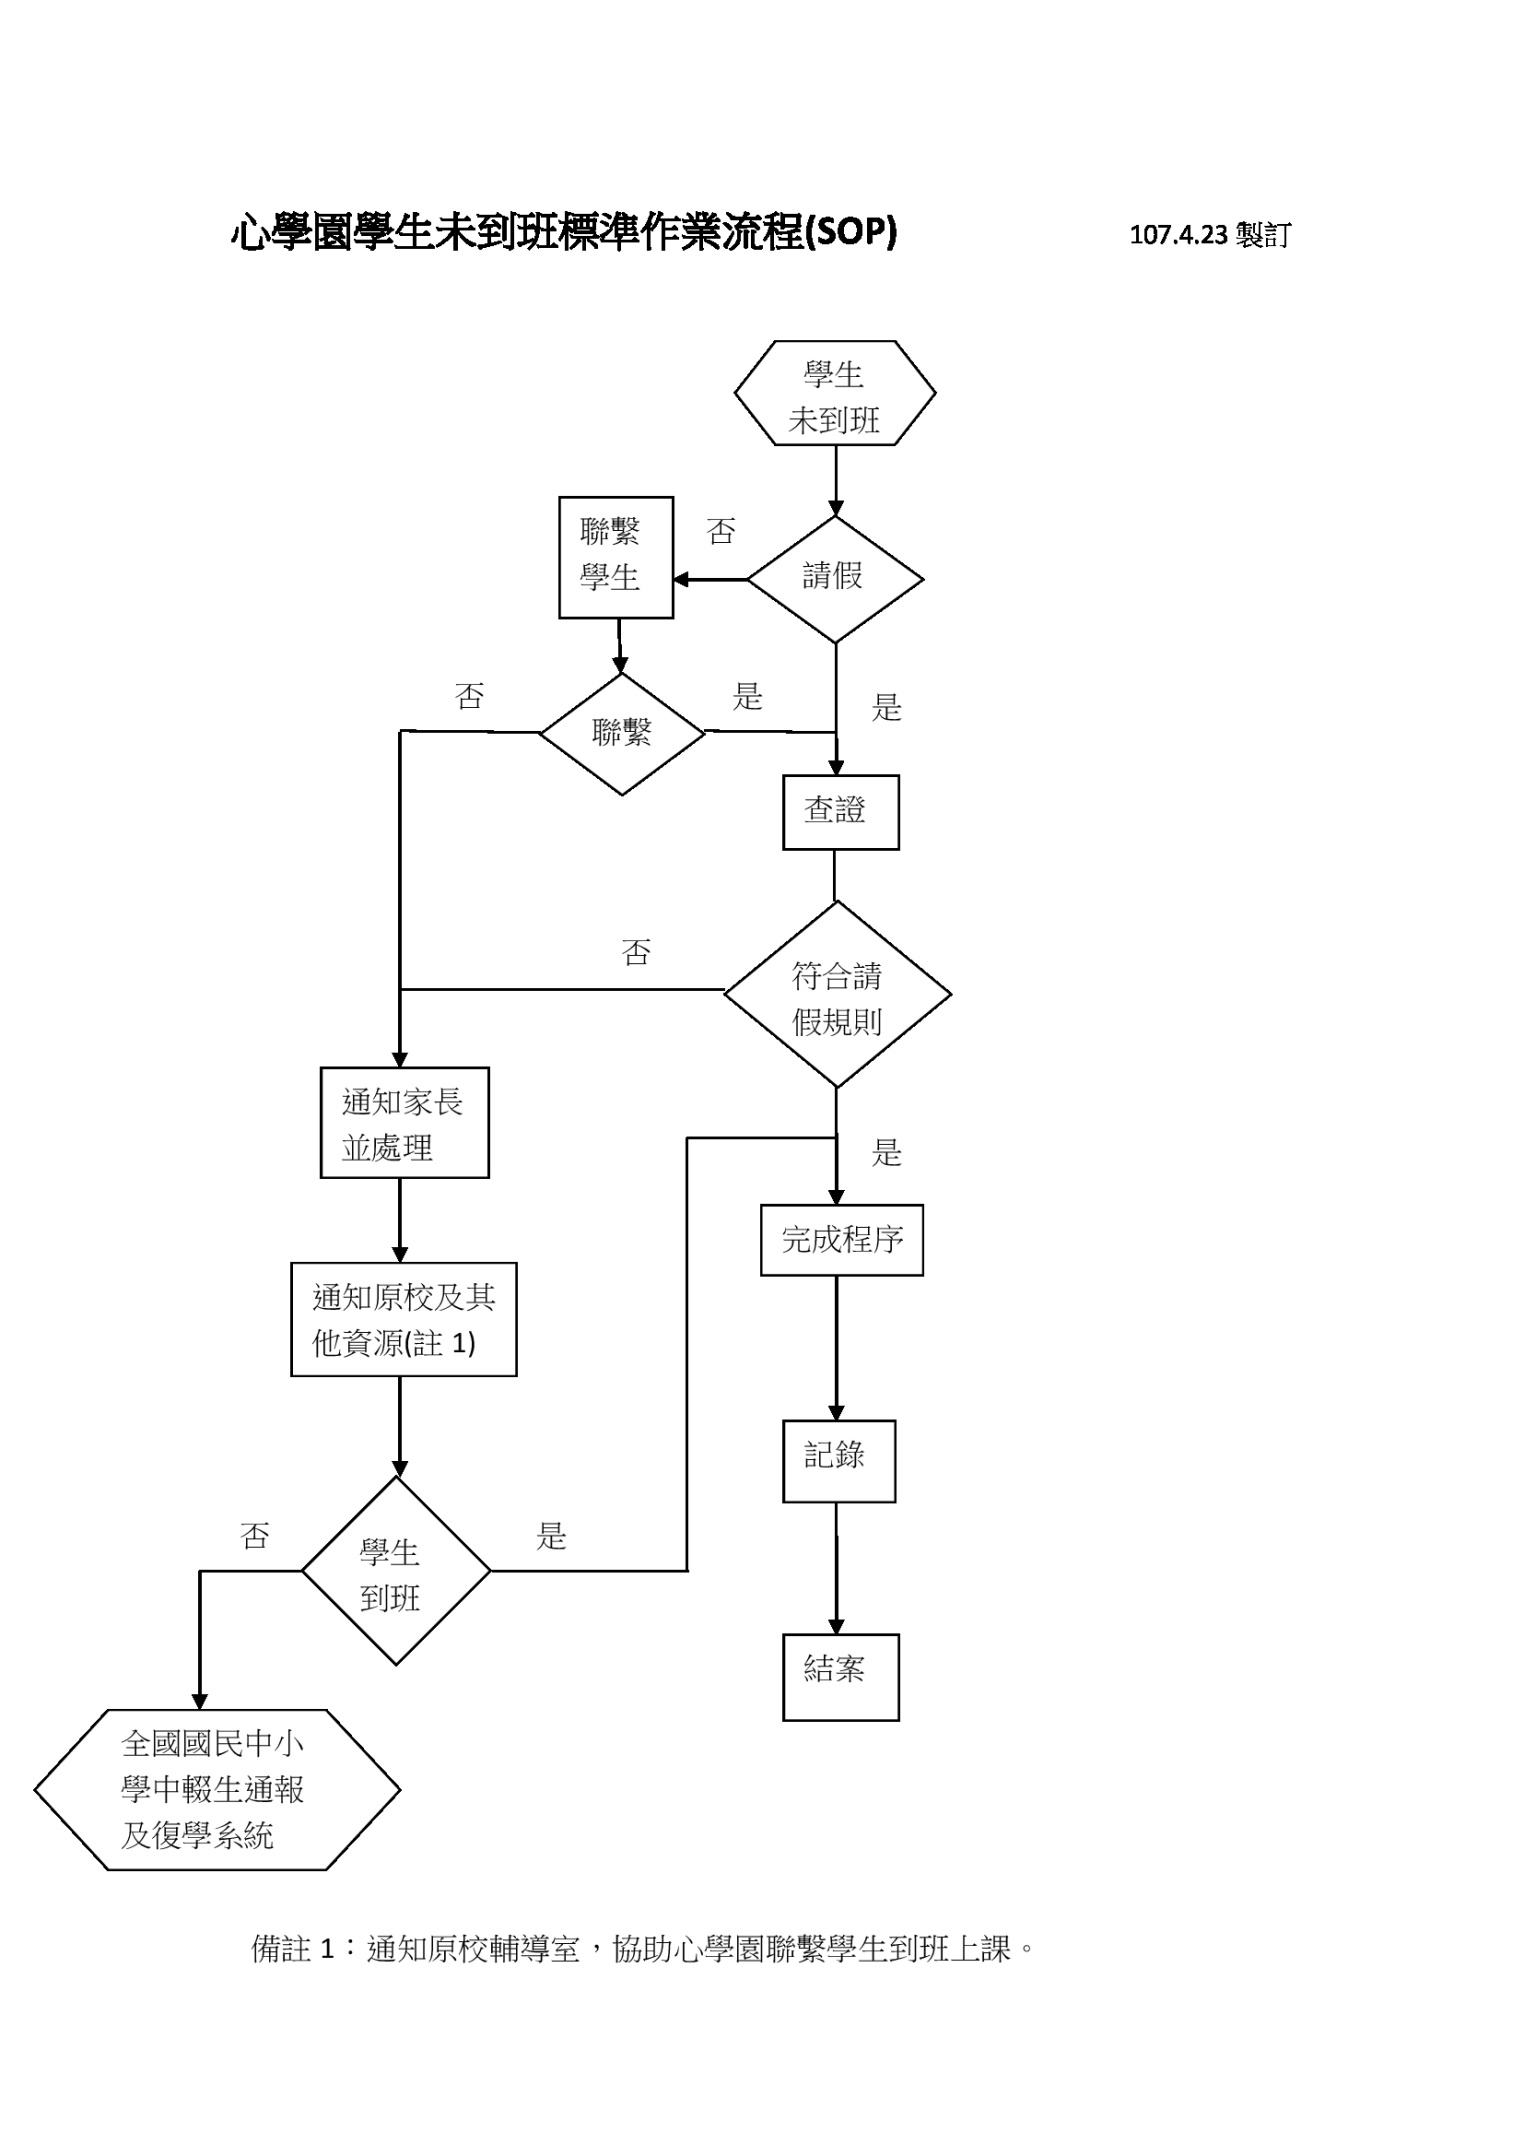 心學園學生未到班標準作業流程(SOP) 107.4.23 製訂
學生
未到班
聯繫
學生
否
請假
否
聯繫
是
是
查證
否
符合請
假規則
通知家長
並處理
是
完成程序
通知原校及其
他資源(註 1)
記錄
否
學生
到班
是
結案
全國國民中小
學中輟生通報
及復學系統
備註 1：通知原校輔導室，協助心學園聯繫學生到班上課。